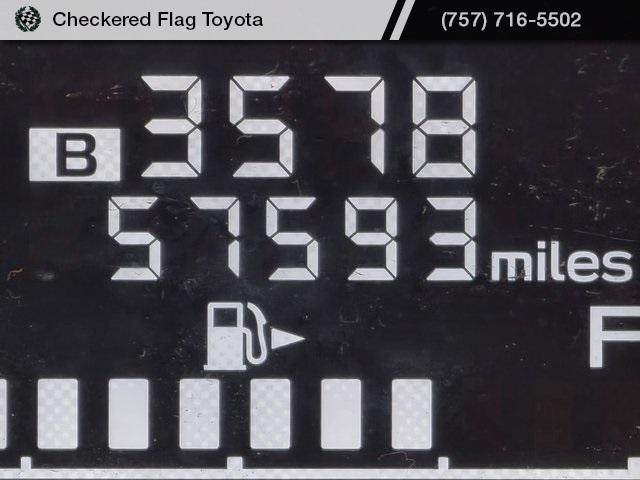 Checkered Flag Toyota
(757) 716-5502
B 3578
57593 miles
F